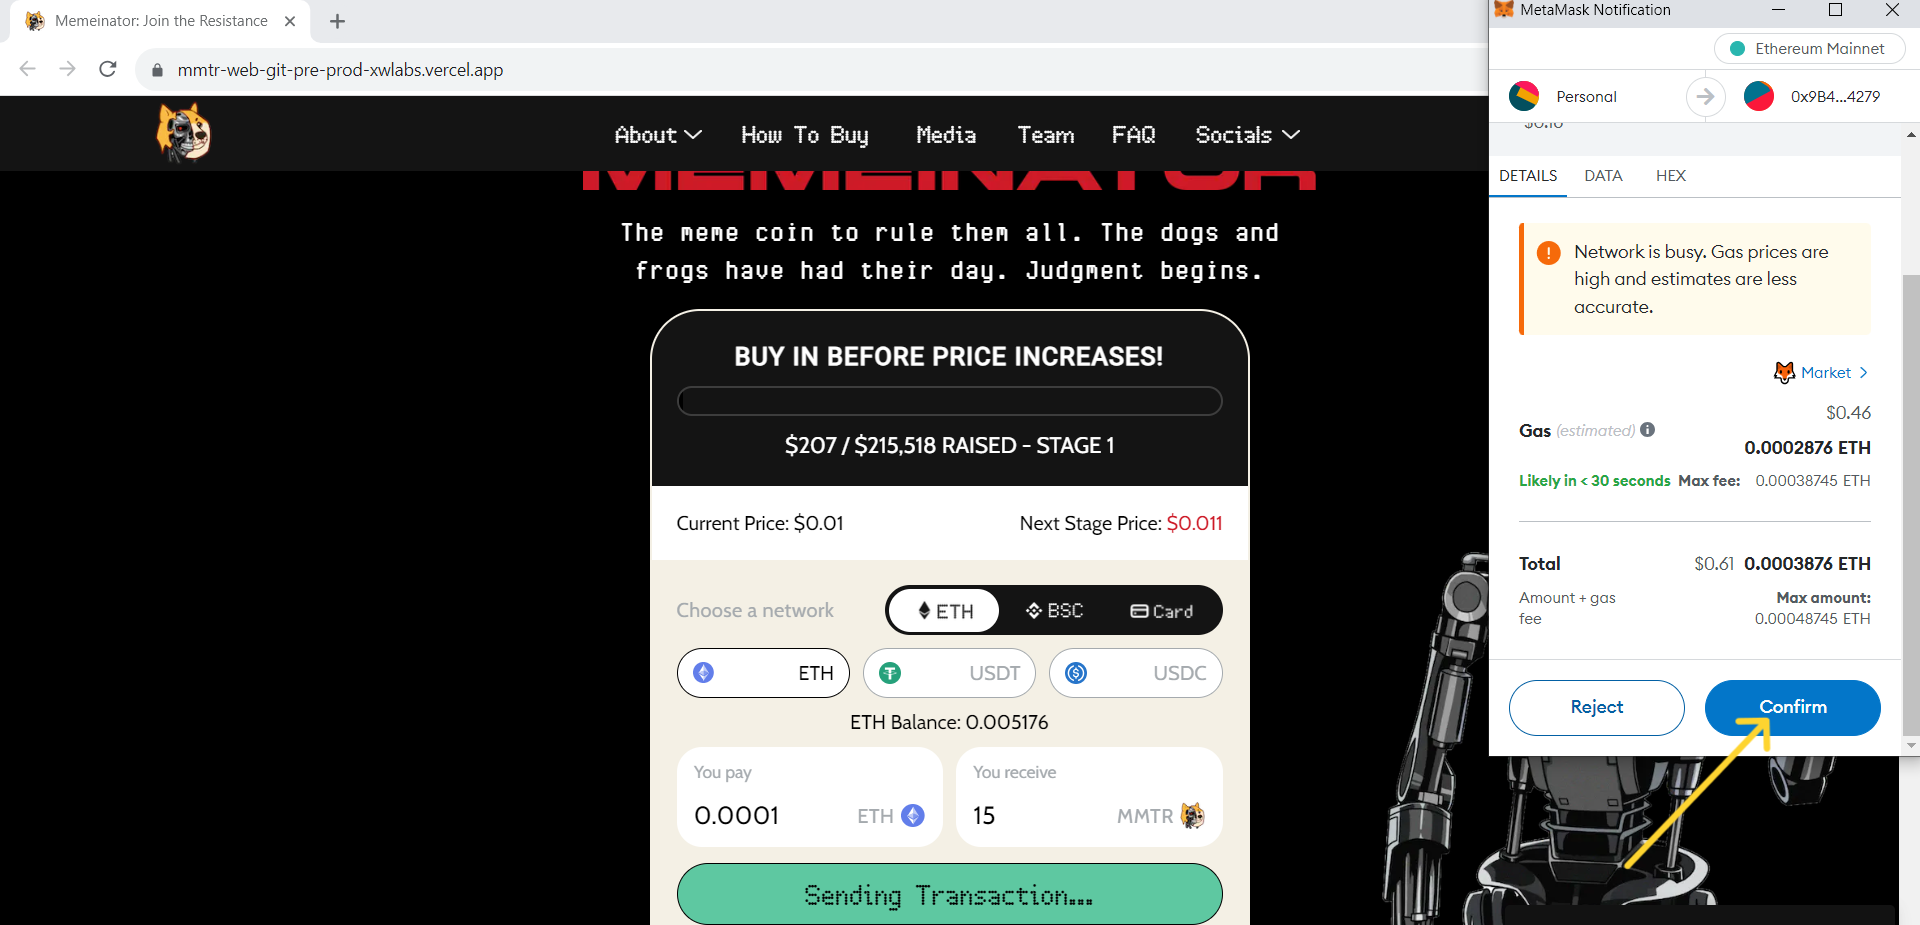 Memeinator: Join the Resistance
mmtr-web-git-pre-prod-xwlabs.vercel.app
About
How To Buy
Media
Team
FAQ
Socials
MEMEINATOR
The meme coin to rule them all. The dogs and
frogs have had their day. Judgment begins.
BUY IN BEFORE PRICE INCREASES!
$207 / $215,518 RAISED - STAGE 1
Current Price: $0.01
Next Stage Price: $0.011
Choose a network
ETH
BSC
Card
ETH
USDT
USDC
ETH Balance: 0.005176
You pay
0.0001 ETH
You receive
15 MMTR
Sending Transaction...
MetaMask Notification
Ethereum Mainnet
Personal
0x9B4...4279
DETAILS
DATA
HEX
Network is busy. Gas prices are
high and estimates are less
accurate.
Market
$0.46
Gas (estimated)
0.0002876 ETH
Likely in < 30 seconds Max fee: 0.00038745 ETH
Total $0.61 0.0003876 ETH
Amount + gas
fee
Max amount:
0.00048745 ETH
Reject
Confirm